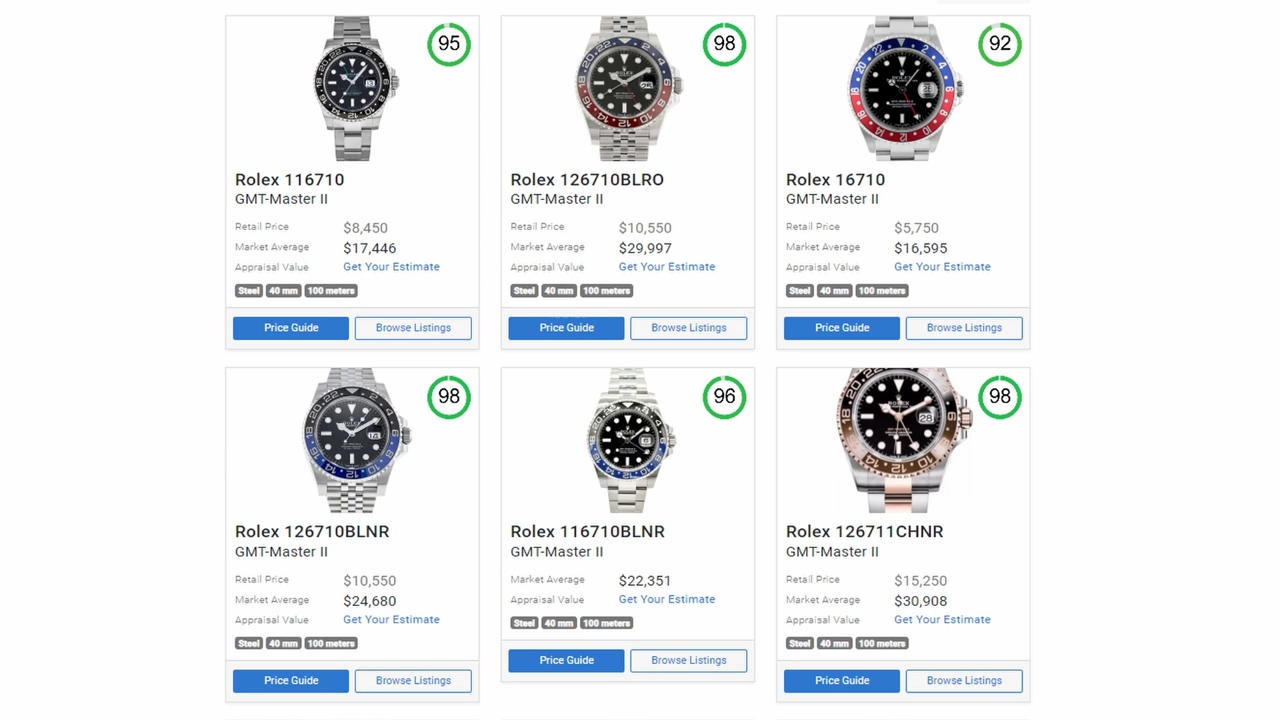 95
Rolex 116710
GMT-Master II
Retail Price $8,450
Market Average $17,446
Appraisal Value Get Your Estimate
Steel 40 mm 100 meters
Price Guide Browse Listings
98
Rolex 126710BLRO
GMT-Master II
Retail Price $10,550
Market Average $29,997
Appraisal Value Get Your Estimate
Steel 40 mm 100 meters
Price Guide Browse Listings
92
Rolex 16710
GMT-Master II
Retail Price $5,750
Market Average $16,595
Appraisal Value Get Your Estimate
Steel 40 mm 100 meters
Price Guide Browse Listings
98
Rolex 126710BLNR
GMT-Master II
Retail Price $10,550
Market Average $24,680
Appraisal Value Get Your Estimate
Steel 40 mm 100 meters
Price Guide Browse Listings
96
Rolex 116710BLNR
GMT-Master II
Market Average $22,351
Appraisal Value Get Your Estimate
Steel 40 mm 100 meters
Price Guide Browse Listings
98
Rolex 126711CHNR
GMT-Master II
Retail Price $15,250
Market Average $30,908
Appraisal Value Get Your Estimate
Steel 40 mm 100 meters
Price Guide Browse Listings